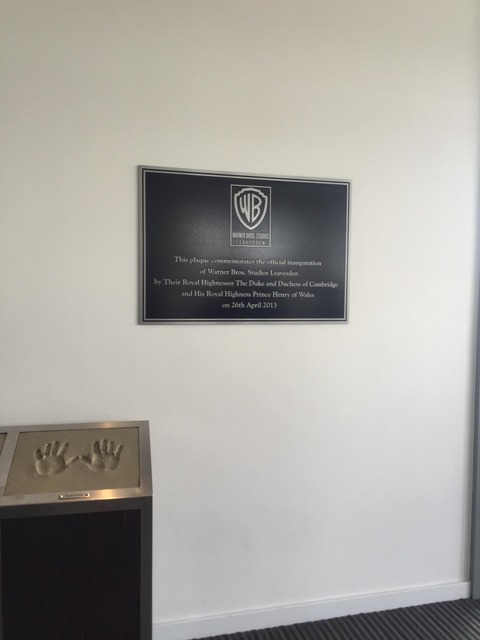 WB
WARNER BROS. STUDIOS
LEAVESDEN
This plaque commemorates the official inauguration
of Warner Bros. Studios Leavesden
by Their Royal Highnesses The Duke and Duchess of Cambridge
and His Royal Highness Prince Henry of Wales
on 26th April 2013